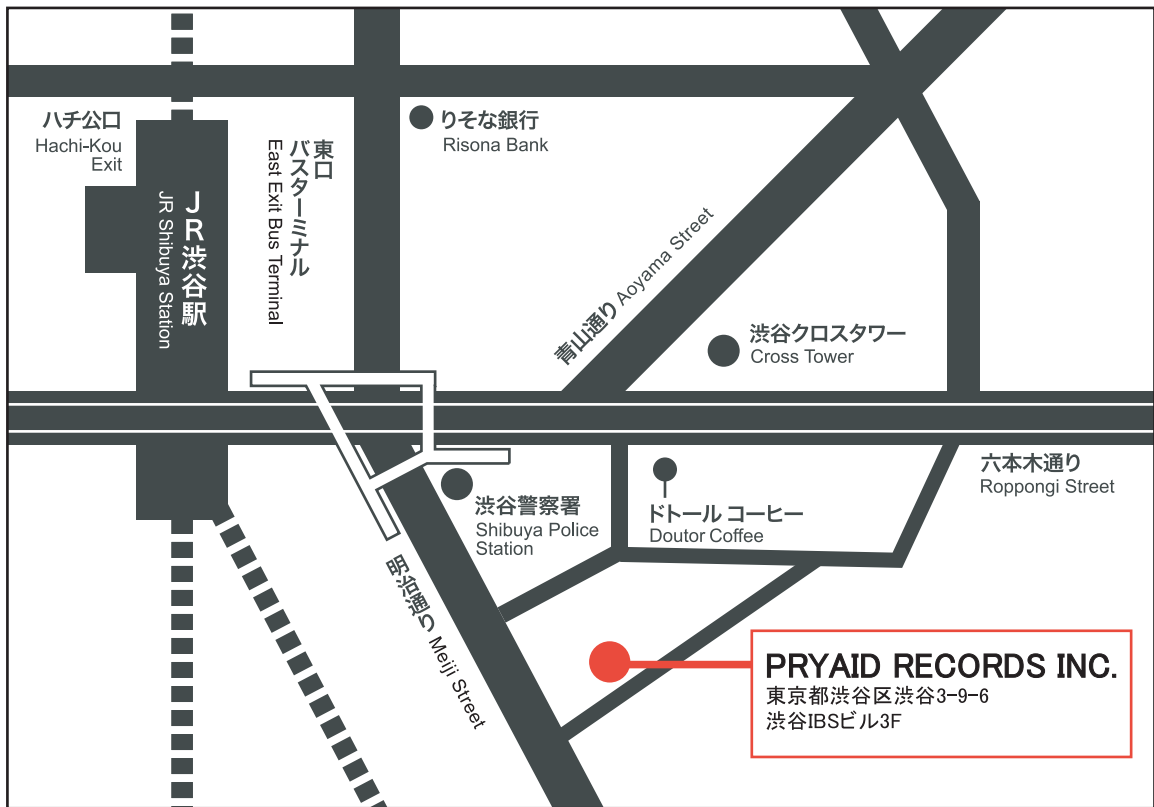 ハチ公口
Hachi-Kou
Exit
JR渋谷駅
JR Shibuya Station
東口
バスターミナル
East Exit Bus Terminal
りそな銀行
Risona Bank
青山通り Aoyama Street
渋谷クロスタワー
Cross Tower
六本木通り
Roppongi Street
渋谷警察署
Shibuya Police
Station
ドトール コーヒー
Doutor Coffee
明治通り Meiji Street
PRYAID RECORDS INC.
東京都渋谷区渋谷3-9-6
渋谷IBSビル3F